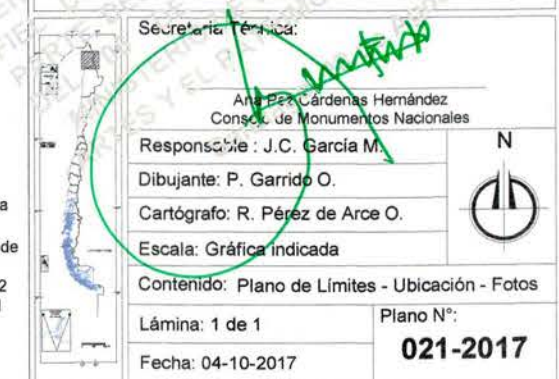 Secretaria Técnica:
Ana Paz Cárdenas Hernández
Consejo de Monumentos Nacionales
Responsable : J.C. García M.
N
Dibujante: P. Garrido O.
Cartógrafo: R. Pérez de Arce O.
Escala: Gráfica indicada
Contenido: Plano de Límites - Ubicación - Fotos
Lámina: 1 de 1
Plano N°:
021-2017
Fecha: 04-10-2017
a
de
2